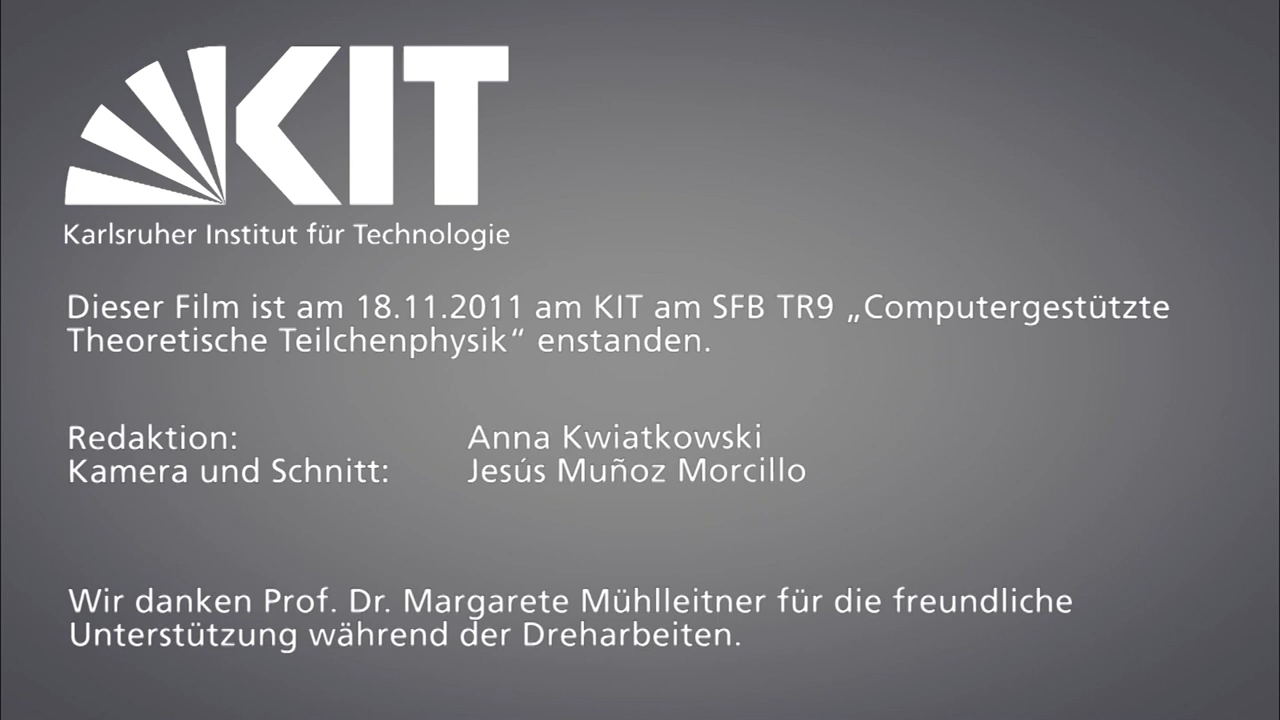 KIT
Karlsruher Institut für Technologie
Dieser Film ist am 18.11.2011 am KIT am SFB TR9 „Computergestützte
Theoretische Teilchenphysik“ enstanden.
Redaktion: Anna Kwiatkowski
Kamera und Schnitt: Jesús Muñoz Morcillo
Wir danken Prof. Dr. Margarete Mühlleitner für die freundliche
Unterstützung während der Dreharbeiten.